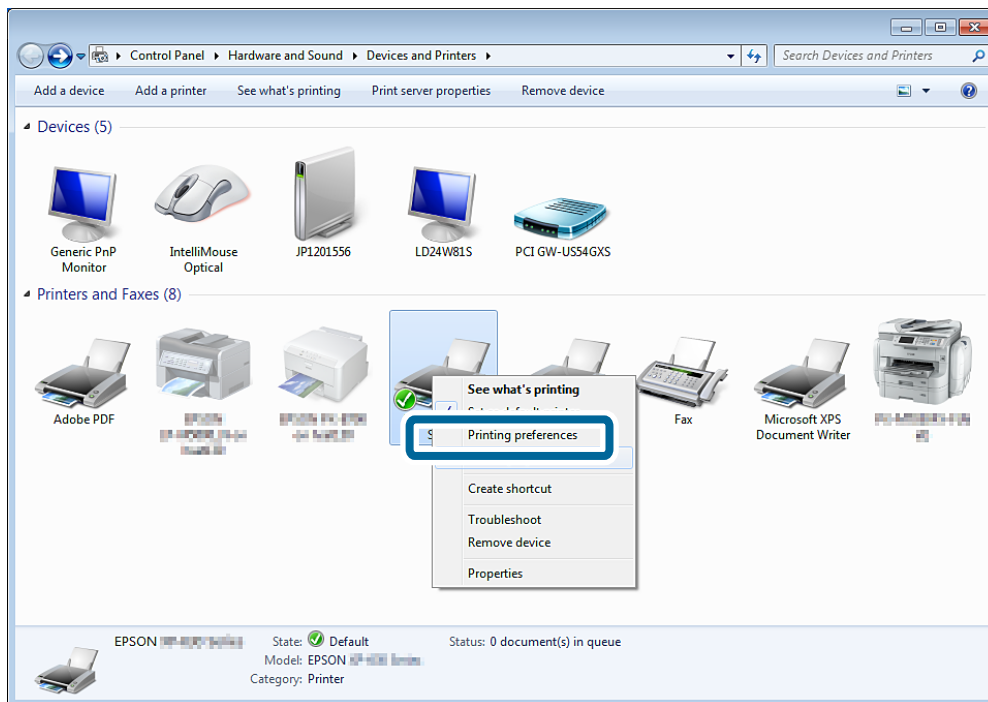 Control Panel ▸ Hardware and Sound ▸ Devices and Printers ▸
Search Devices and Printers
Add a device Add a printer See what's printing Print server properties Remove device
Devices (5)
Generic PnP
Monitor
IntelliMouse
Optical
JP1201556
LD24W81S
PCI GW-US54GXS
Printers and Faxes (8)
Adobe PDF
Fax
Microsoft XPS
Document Writer
See what's printing
Printing preferences
Create shortcut
Troubleshoot
Remove device
Properties
EPSON
State: Default
Status: 0 document(s) in queue
Model: EPSON
Category: Printer